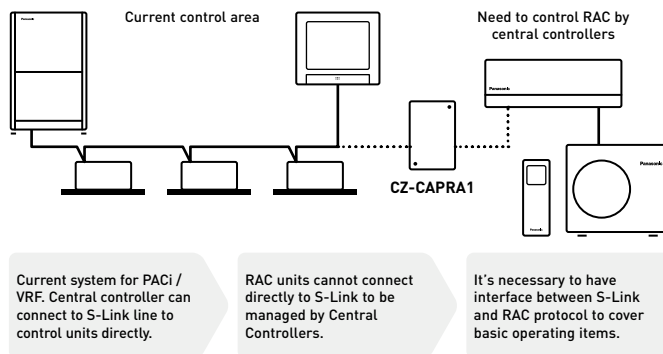 Current control area
Need to control RAC by
central controllers
Panasonic
Panasonic
Panasonic
Panasonic
CZ-CAPRA1
Current system for PACi /
VRF. Central controller can
connect to S-Link line to
control units directly.
RAC units cannot connect
directly to S-Link to be
managed by Central
Controllers.
It's necessary to have
interface between S-Link
and RAC protocol to cover
basic operating items.